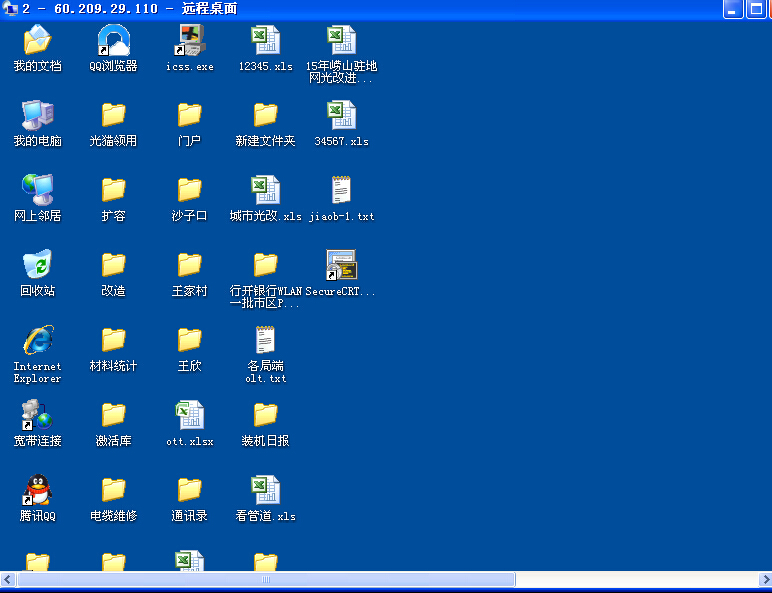 2 - 60.209.29.110 - 远程桌面
我的文档
QQ浏览器
icss.exe
12345.xls
15年崂山驻地
网光改进...
我的电脑
光猫领用
门户
新建文件夹
34567.xls
网上邻居
扩容
沙子口
城市光改.xls
jiaob-1.txt
回收站
改造
王家村
行开银行WLAN
一批市区P...
SecureCRT...
Internet
Explorer
材料统计
王欣
各局端
olt.txt
宽带连接
激活库
ott.xlsx
装机日报
腾讯QQ
电缆维修
通讯录
看管道.xls